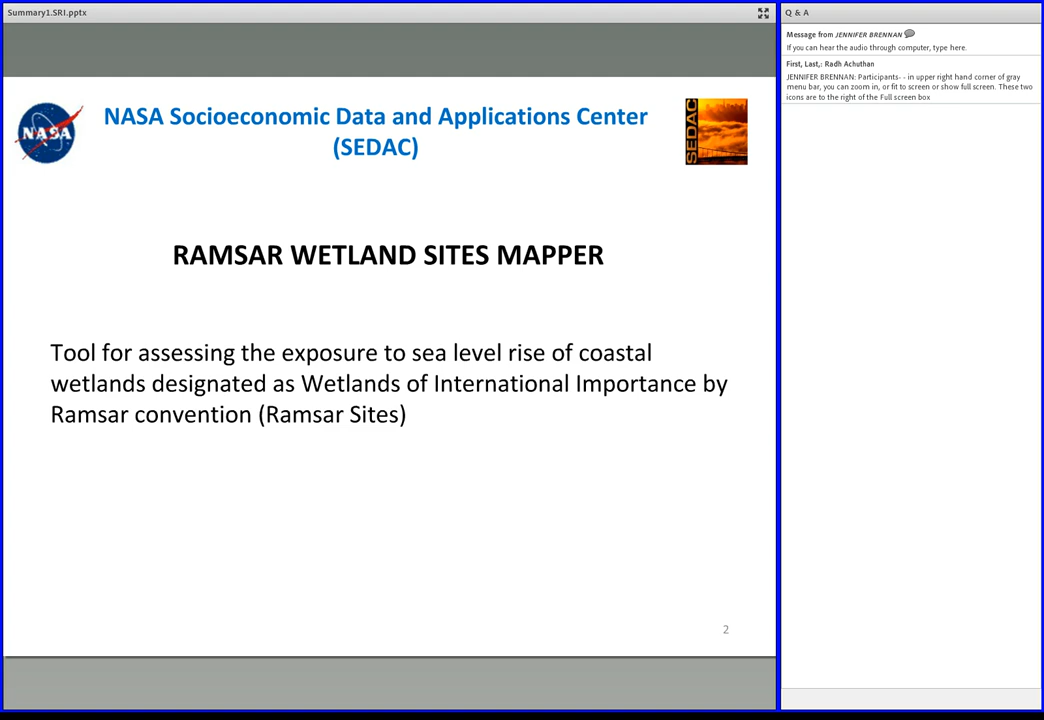 Summary1.SRI.pptx
NASA
NASA Socioeconomic Data and Applications Center
(SEDAC)
SEDAC
RAMSAR WETLAND SITES MAPPER
Tool for assessing the exposure to sea level rise of coastal
wetlands designated as Wetlands of International Importance by
Ramsar convention (Ramsar Sites)
2
Q & A
Message from JENNIFER BRENNAN
If you can hear the audio through computer, type here.
First, Last,: Radh Achuthan
JENNIFER BRENNAN: Participants- - in upper right hand corner of gray
menu bar, you can zoom in, or fit to screen or show full screen. These two
icons are to the right of the Full screen box